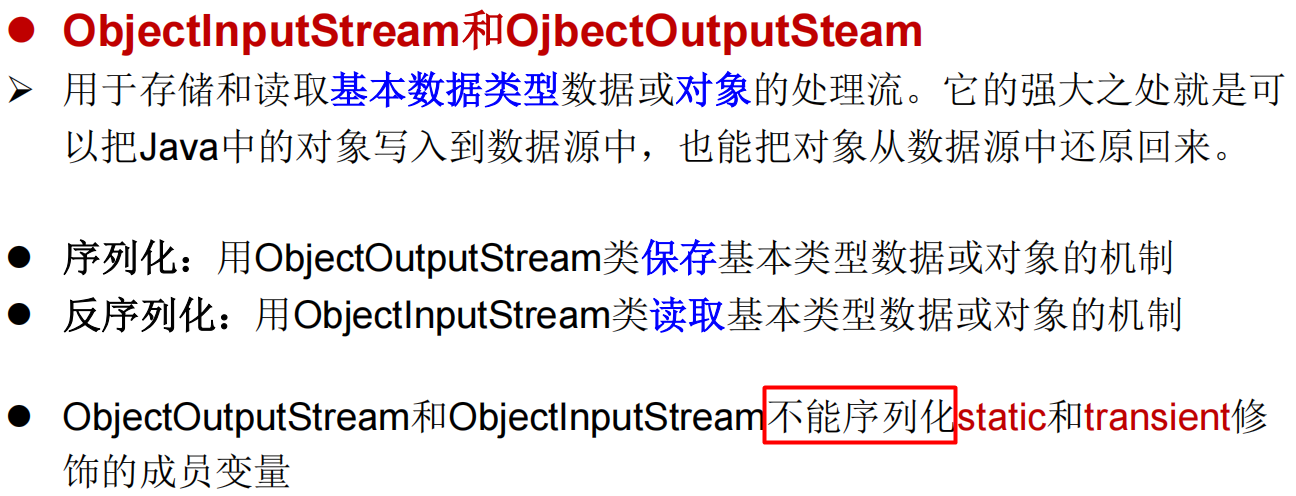 ● ObjectInputStream和OjbectOutputSteam
➢ 用于存储和读取基本数据类型数据或对象的处理流。它的强大之处就是可
以把Java中的对象写入到数据源中，也能把对象从数据源中还原回来。
● 序列化：用ObjectOutputStream类保存基本类型数据或对象的机制
● 反序列化：用ObjectInputStream类读取基本类型数据或对象的机制
● ObjectOutputStream和ObjectInputStream不能序列化static和transient修
饰的成员变量